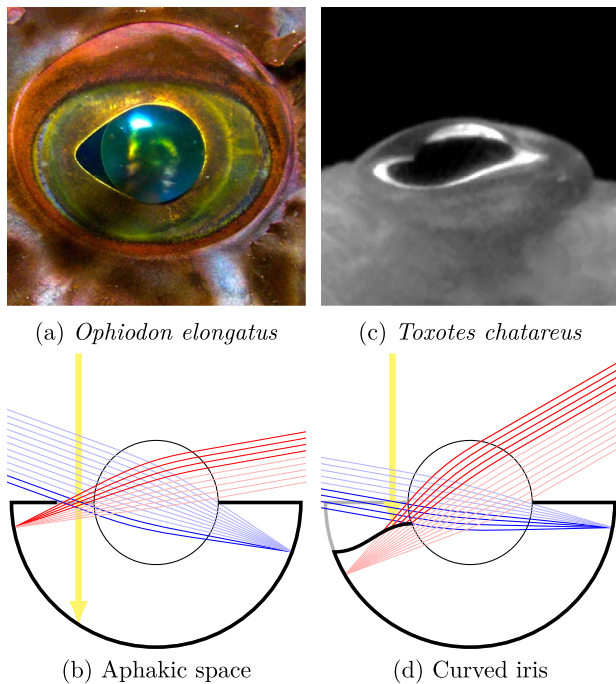 (a) Ophiodon elongatus
(c) Toxotes chatareus
(b) Aphakic space
(d) Curved iris